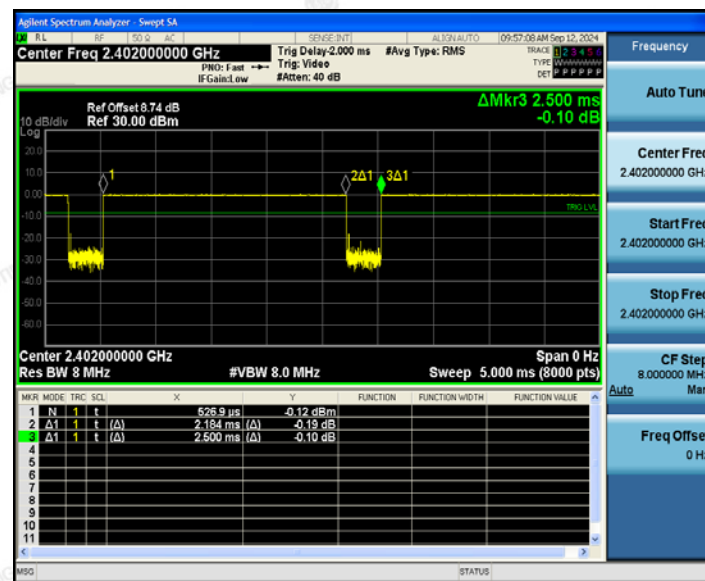 Agilent Spectrum Analyzer - Swept SA
RL RF 50 Ω AC SENSE:INT ALIGNAUTO 09:57:08 AM Sep 12, 2024
Center Freq 2.402000000 GHz
Trig Delay-2.000 ms #Avg Type: RMS
TRACE 1 2 3 4 5 6
PNO: Fast Trig: Video
TYPE WWWWWW
IFGain:Low #Atten: 40 dB
DET P P P P P P
Frequency
ΔMkr3 2.500 ms
-0.10 dB
Ref Offset 8.74 dB
10 dB/div Ref 30.00 dBm
Log
20.0
10.0
0.00
-10.0
-20.0
-30.0
-40.0
-50.0
-60.0
1
2Δ1
3Δ1
TRIG LVL
Center 2.402000000 GHz Span 0 Hz
Res BW 8 MHz #VBW 8.0 MHz Sweep 5.000 ms (8000 pts)
MKR MODE TRC SCL X Y FUNCTION FUNCTION WIDTH FUNCTION VALUE
1 N 1 t 526.9 µs -0.12 dBm
2 Δ1 1 t (Δ) 2.184 ms (Δ) -0.19 dB
3 Δ1 1 t (Δ) 2.500 ms (Δ) -0.10 dB
4
5
6
7
8
9
10
11
MSG STATUS
Auto Tune
Center Freq
2.402000000 GHz
Start Freq
2.402000000 GHz
Stop Freq
2.402000000 GHz
CF Step
8.000000 MHz
Auto Man
Freq Offset
0 Hz